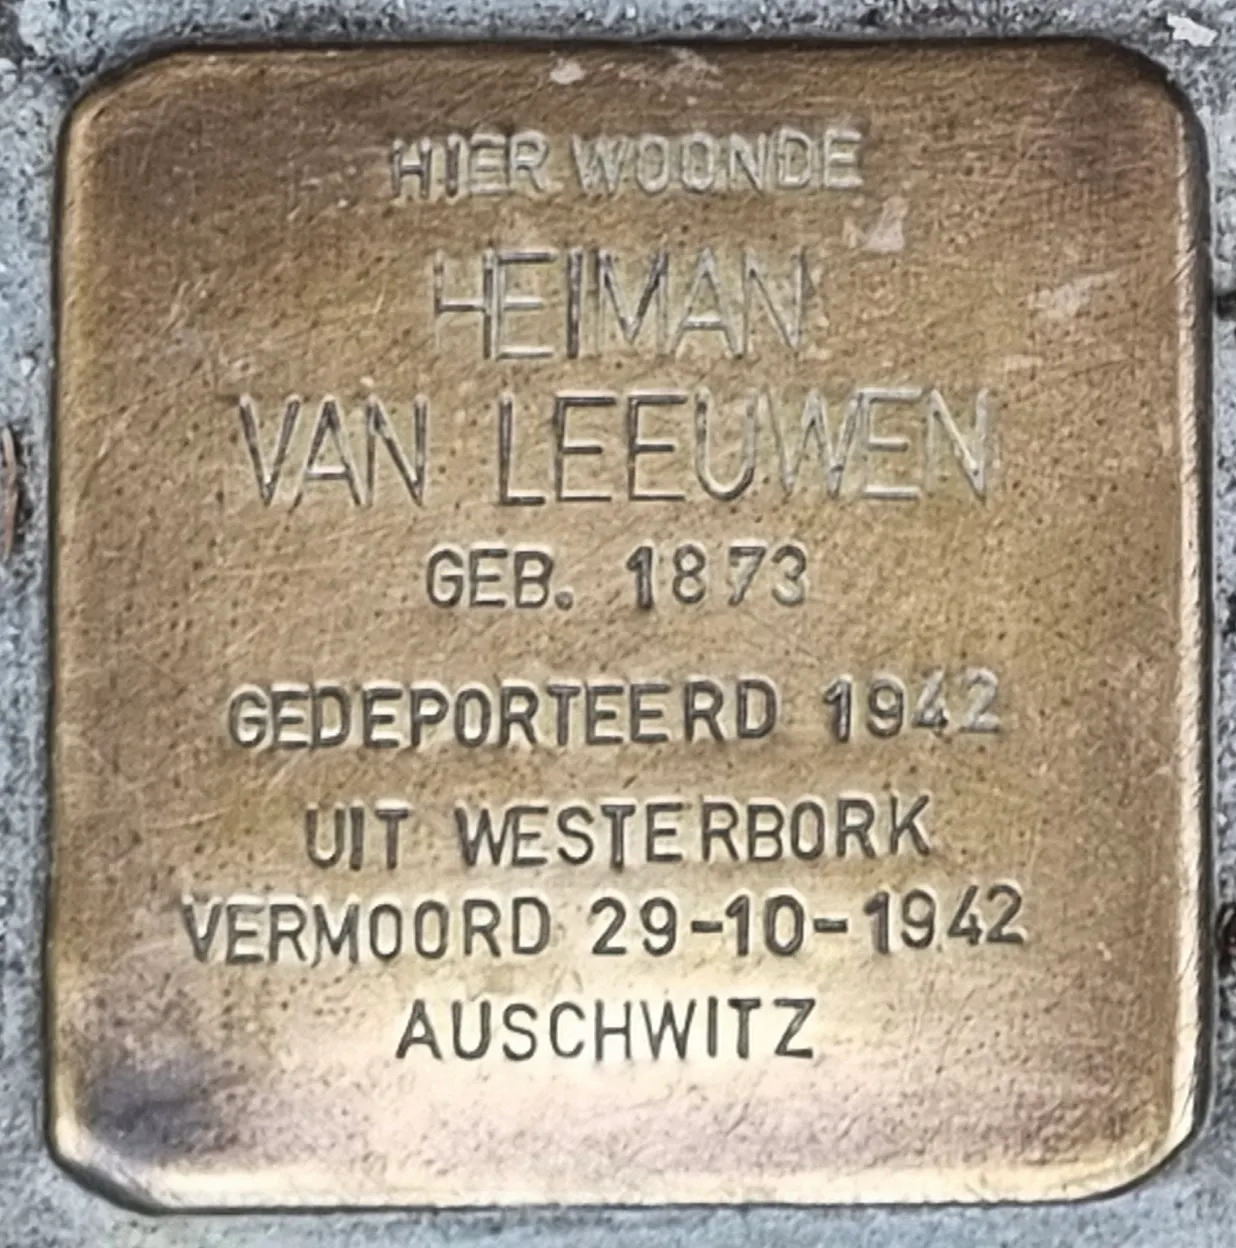 HIER WOONDE
HEIMAN
VAN LEEUWEN
GEB. 1873
GEDEPORTEERD 1942
UIT WESTERBORK
VERMOORD 29-10-1942
AUSCHWITZ